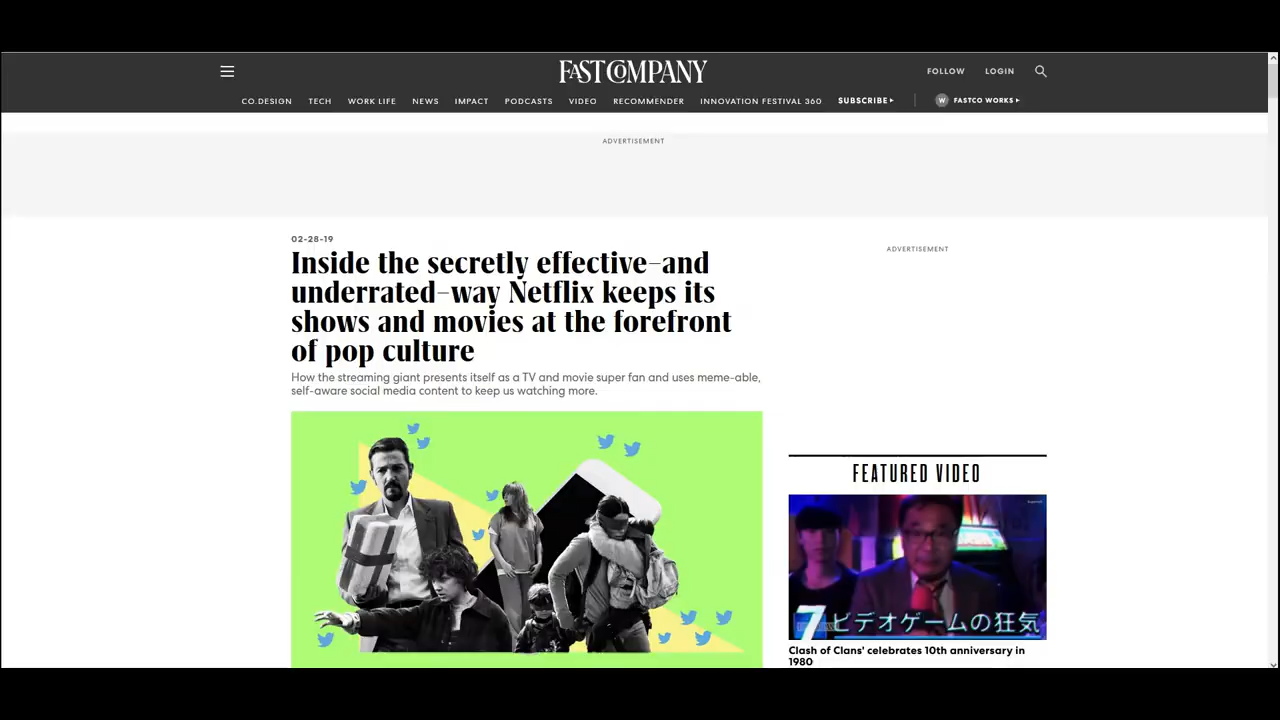 FAST COMPANY
FOLLOW
LOGIN
CO.DESIGN
TECH
WORK LIFE
NEWS
IMPACT
PODCASTS
VIDEO
RECOMMENDER
INNOVATION FESTIVAL 360
SUBSCRIBE
W
FASTCO WORKS
ADVERTISEMENT
02-28-19
Inside the secretly effective–and
underrated–way Netflix keeps its
shows and movies at the forefront
of pop culture
How the streaming giant presents itself as a TV and movie super fan and uses meme-able,
self-aware social media content to keep us watching more.
ADVERTISEMENT
FEATURED VIDEO
7 ビデオゲームの狂気
Clash of Clans' celebrates 10th anniversary in
1980